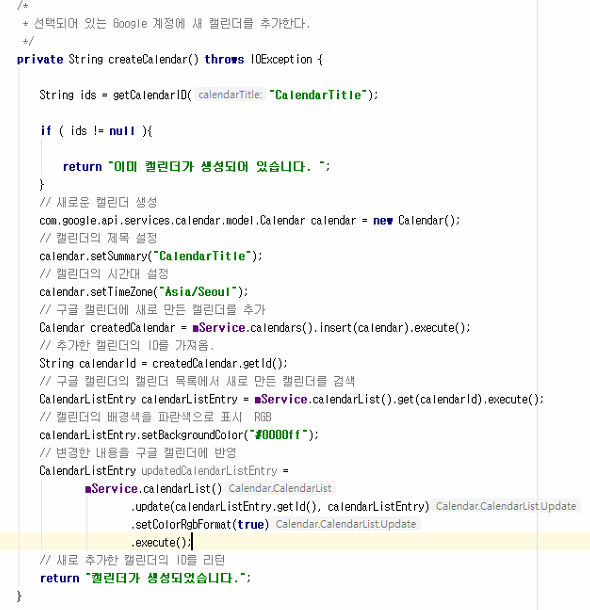 /*
* 선택되어 있는 Google 계정에 새 캘린더를 추가한다.
*/
private String createCalendar() throws IOException {
String ids = getCalendarID( calendarTitle: "CalendarTitle");
if ( ids != null ){
return "이미 캘린더가 생성되어 있습니다. ";
}
// 새로운 캘린더 생성
com.google.api.services.calendar.model.Calendar calendar = new Calendar();
// 캘린더의 제목 설정
calendar.setSummary("CalendarTitle");
// 캘린더의 시간대 설정
calendar.setTimeZone("Asia/Seoul");
// 구글 캘린더에 새로 만든 캘린더를 추가
Calendar createdCalendar = mService.calendars().insert(calendar).execute();
// 추가한 캘린더의 ID를 가져옴.
String calendarId = createdCalendar.getId();
// 구글 캘린더의 캘린더 목록에서 새로 만든 캘린더를 검색
CalendarListEntry calendarListEntry = mService.calendarList().get(calendarId).execute();
// 캘린더의 배경색을 파란색으로 표시  RGB
calendarListEntry.setBackgroundColor("#0000ff");
// 변경한 내용을 구글 캘린더에 반영
CalendarListEntry updatedCalendarListEntry =
mService.calendarList() Calendar.CalendarList
.update(calendarListEntry.getId(), calendarListEntry) Calendar.CalendarList.Update
.setColorRgbFormat(true) Calendar.CalendarList.Update
.execute();
// 새로 추가한 캘린더의 ID를 리턴
return "캘린더가 생성되었습니다.";
}